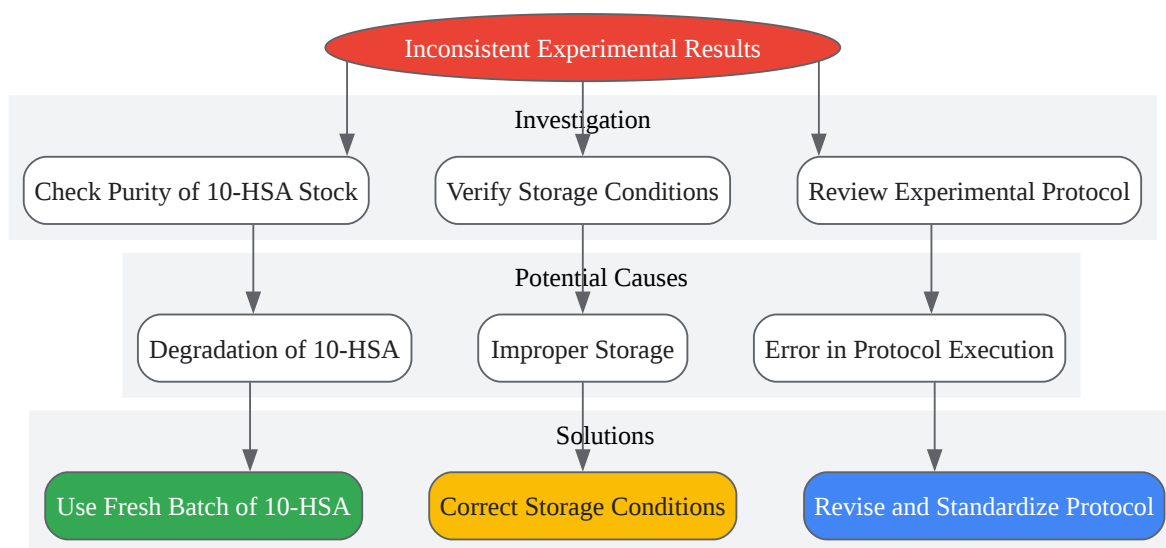 Inconsistent Experimental Results
Investigation
Check Purity of 10-HSA Stock
Verify Storage Conditions
Review Experimental Protocol
Potential Causes
Degradation of 10-HSA
Improper Storage
Error in Protocol Execution
Solutions
Use Fresh Batch of 10-HSA
Correct Storage Conditions
Revise and Standardize Protocol